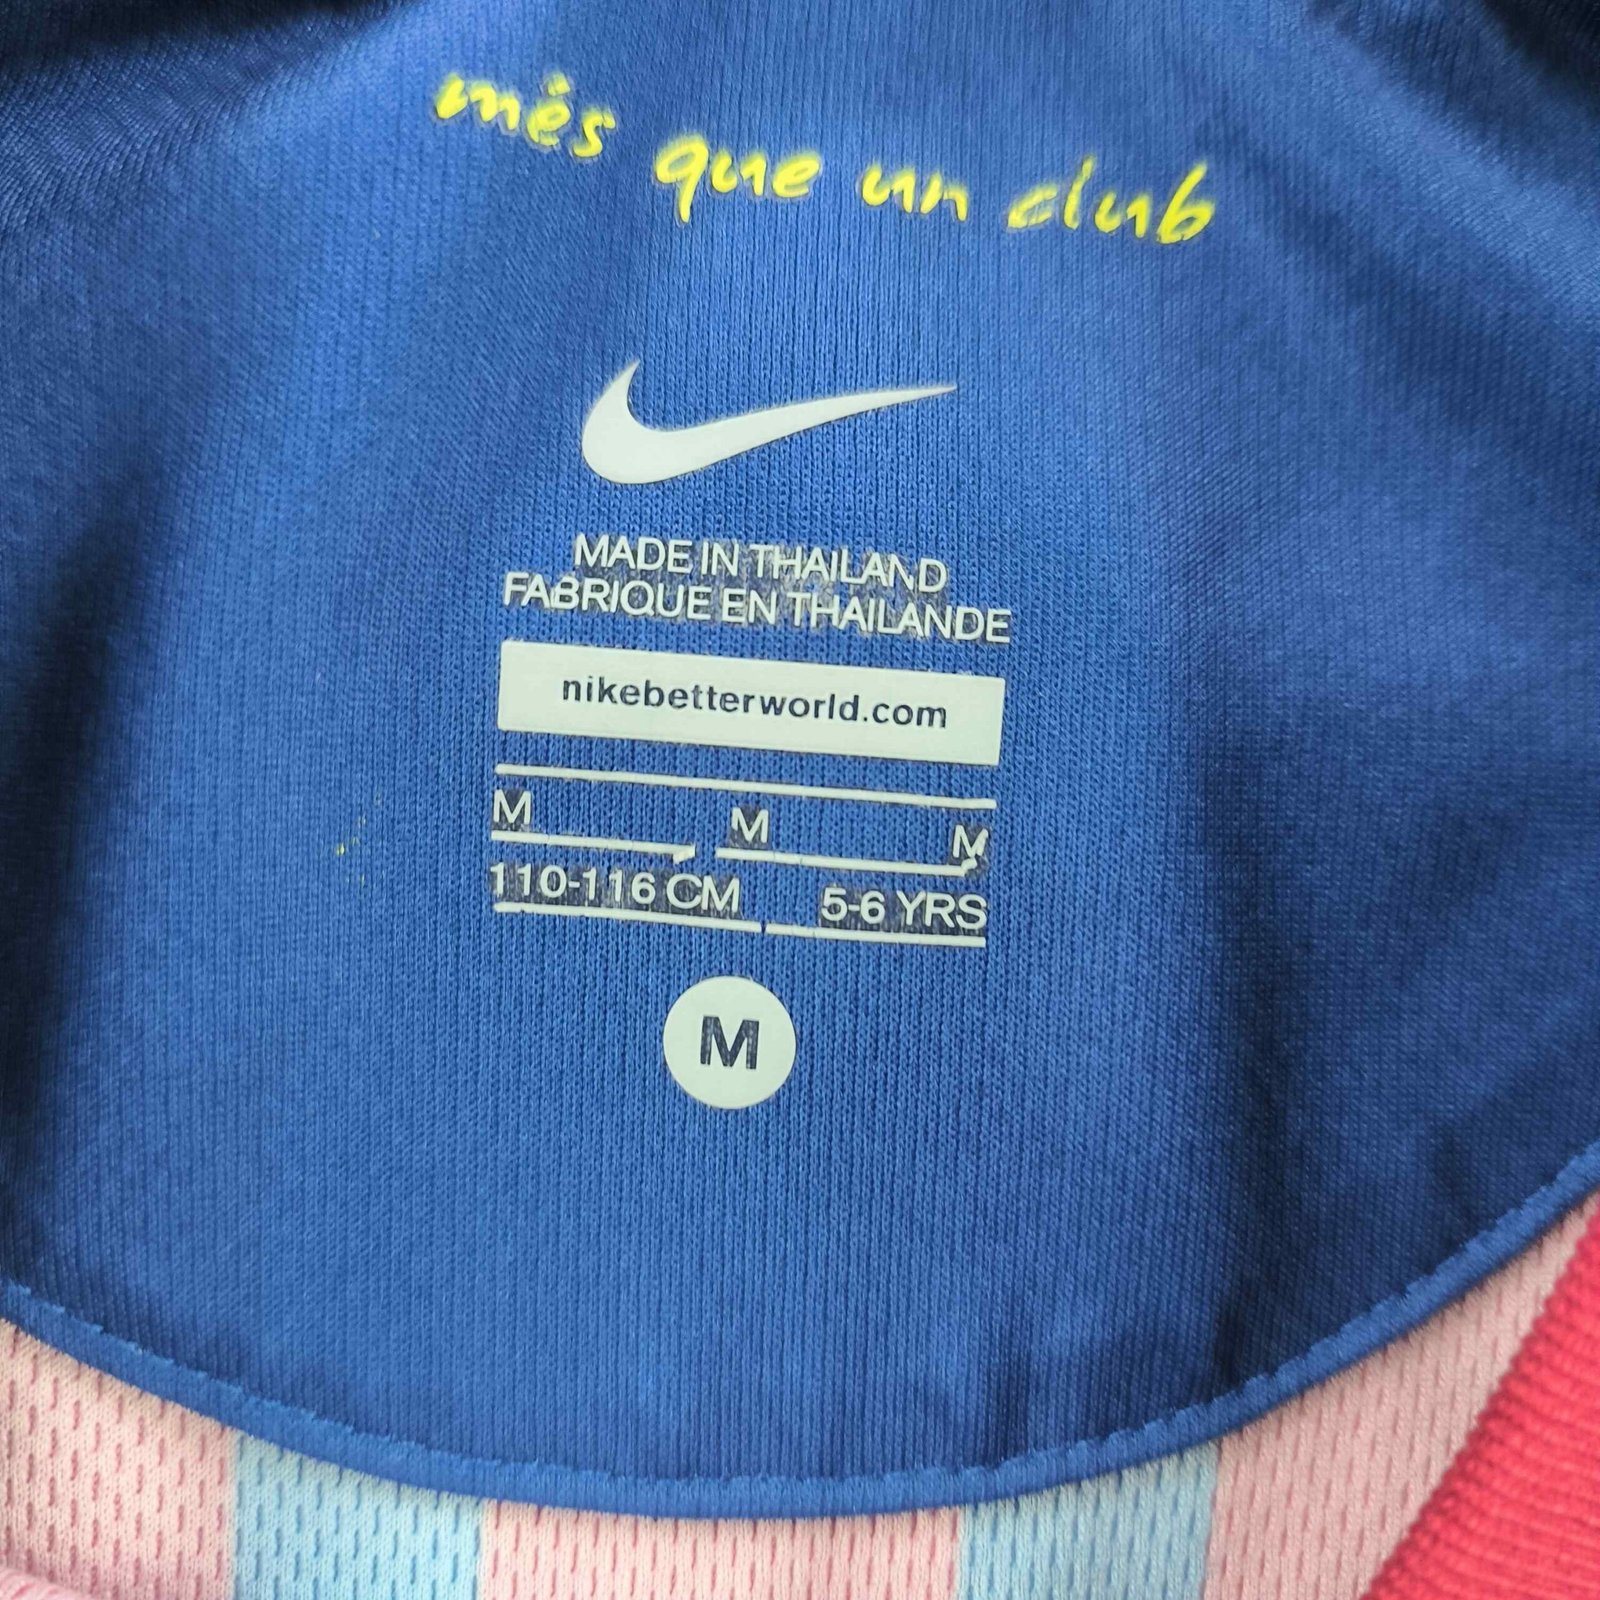 més que un club
MADE IN THAILAND
FABRIQUE EN THAILANDE
nikebetterworld.com
M M M
110-116 CM 5-6 YRS
M